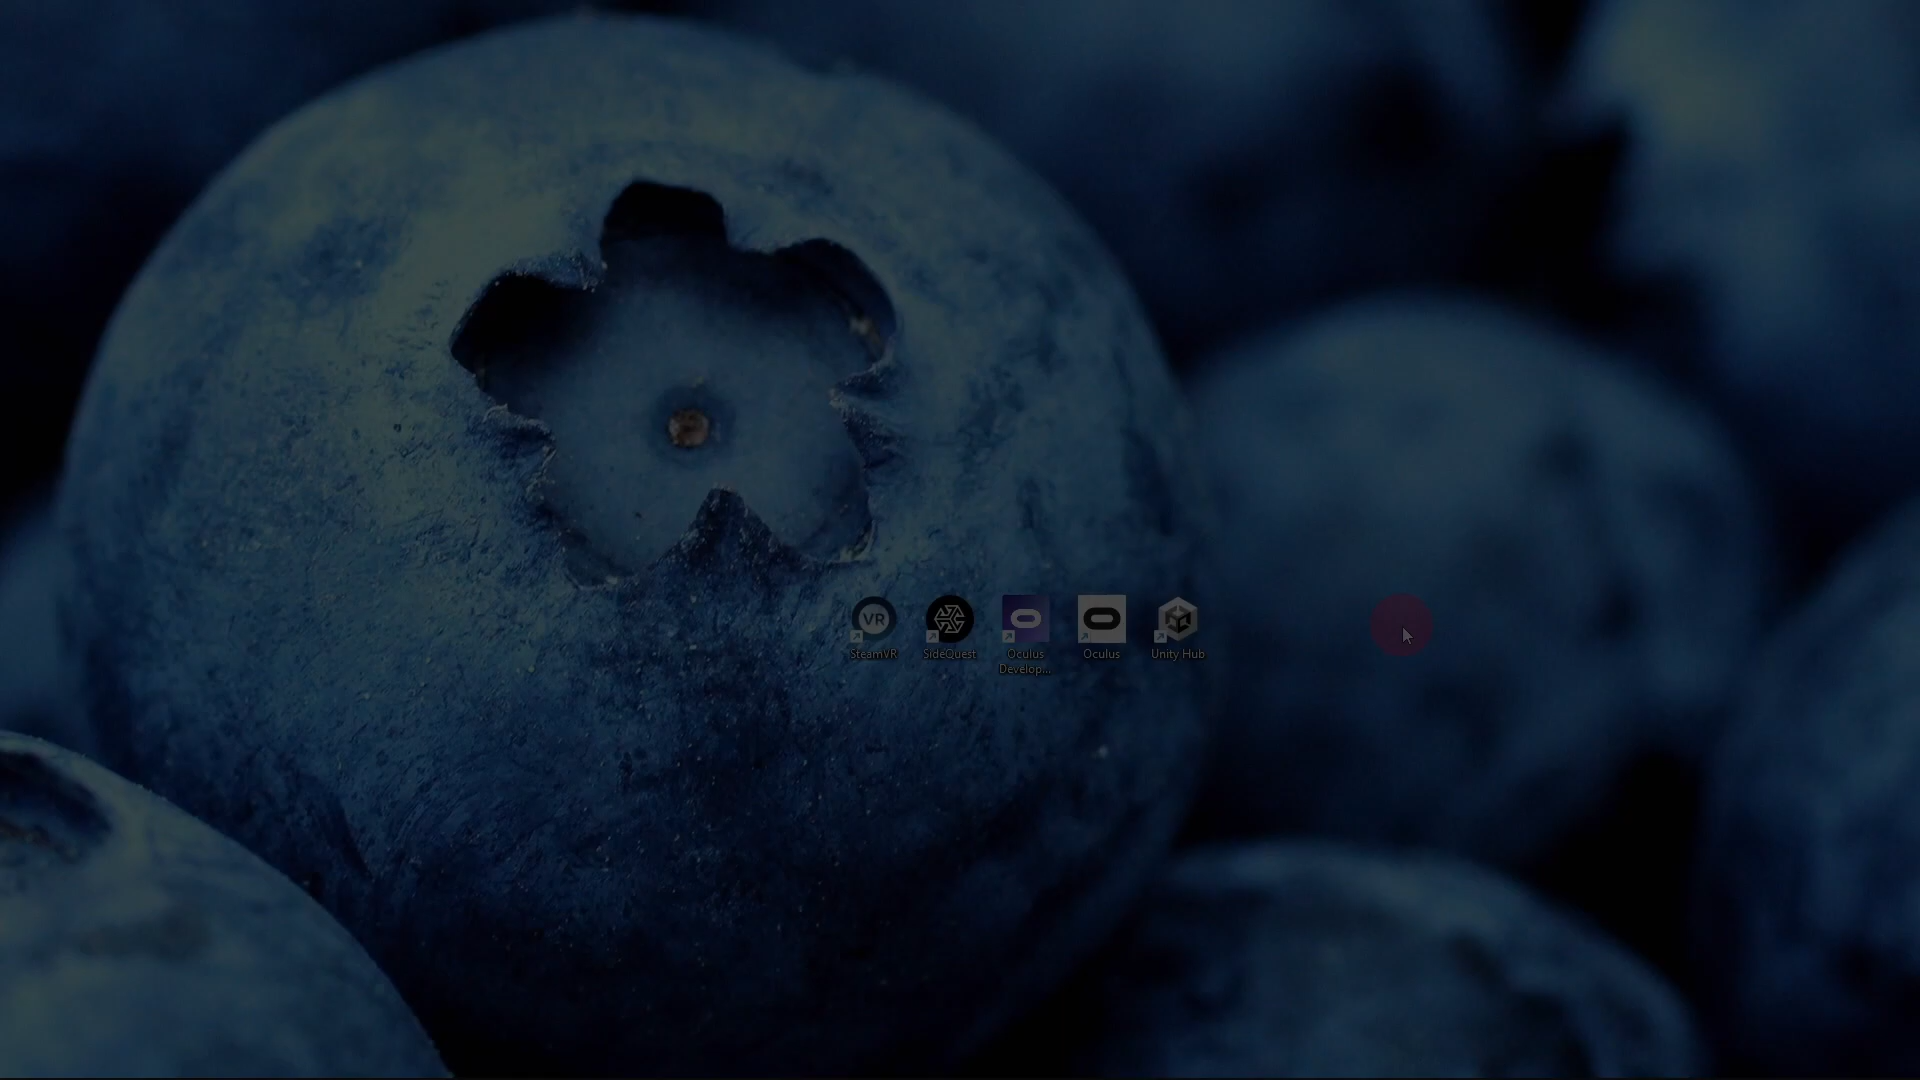 VR
SteamVR
SideQuest
Oculus
Develop...
Oculus
Unity Hub